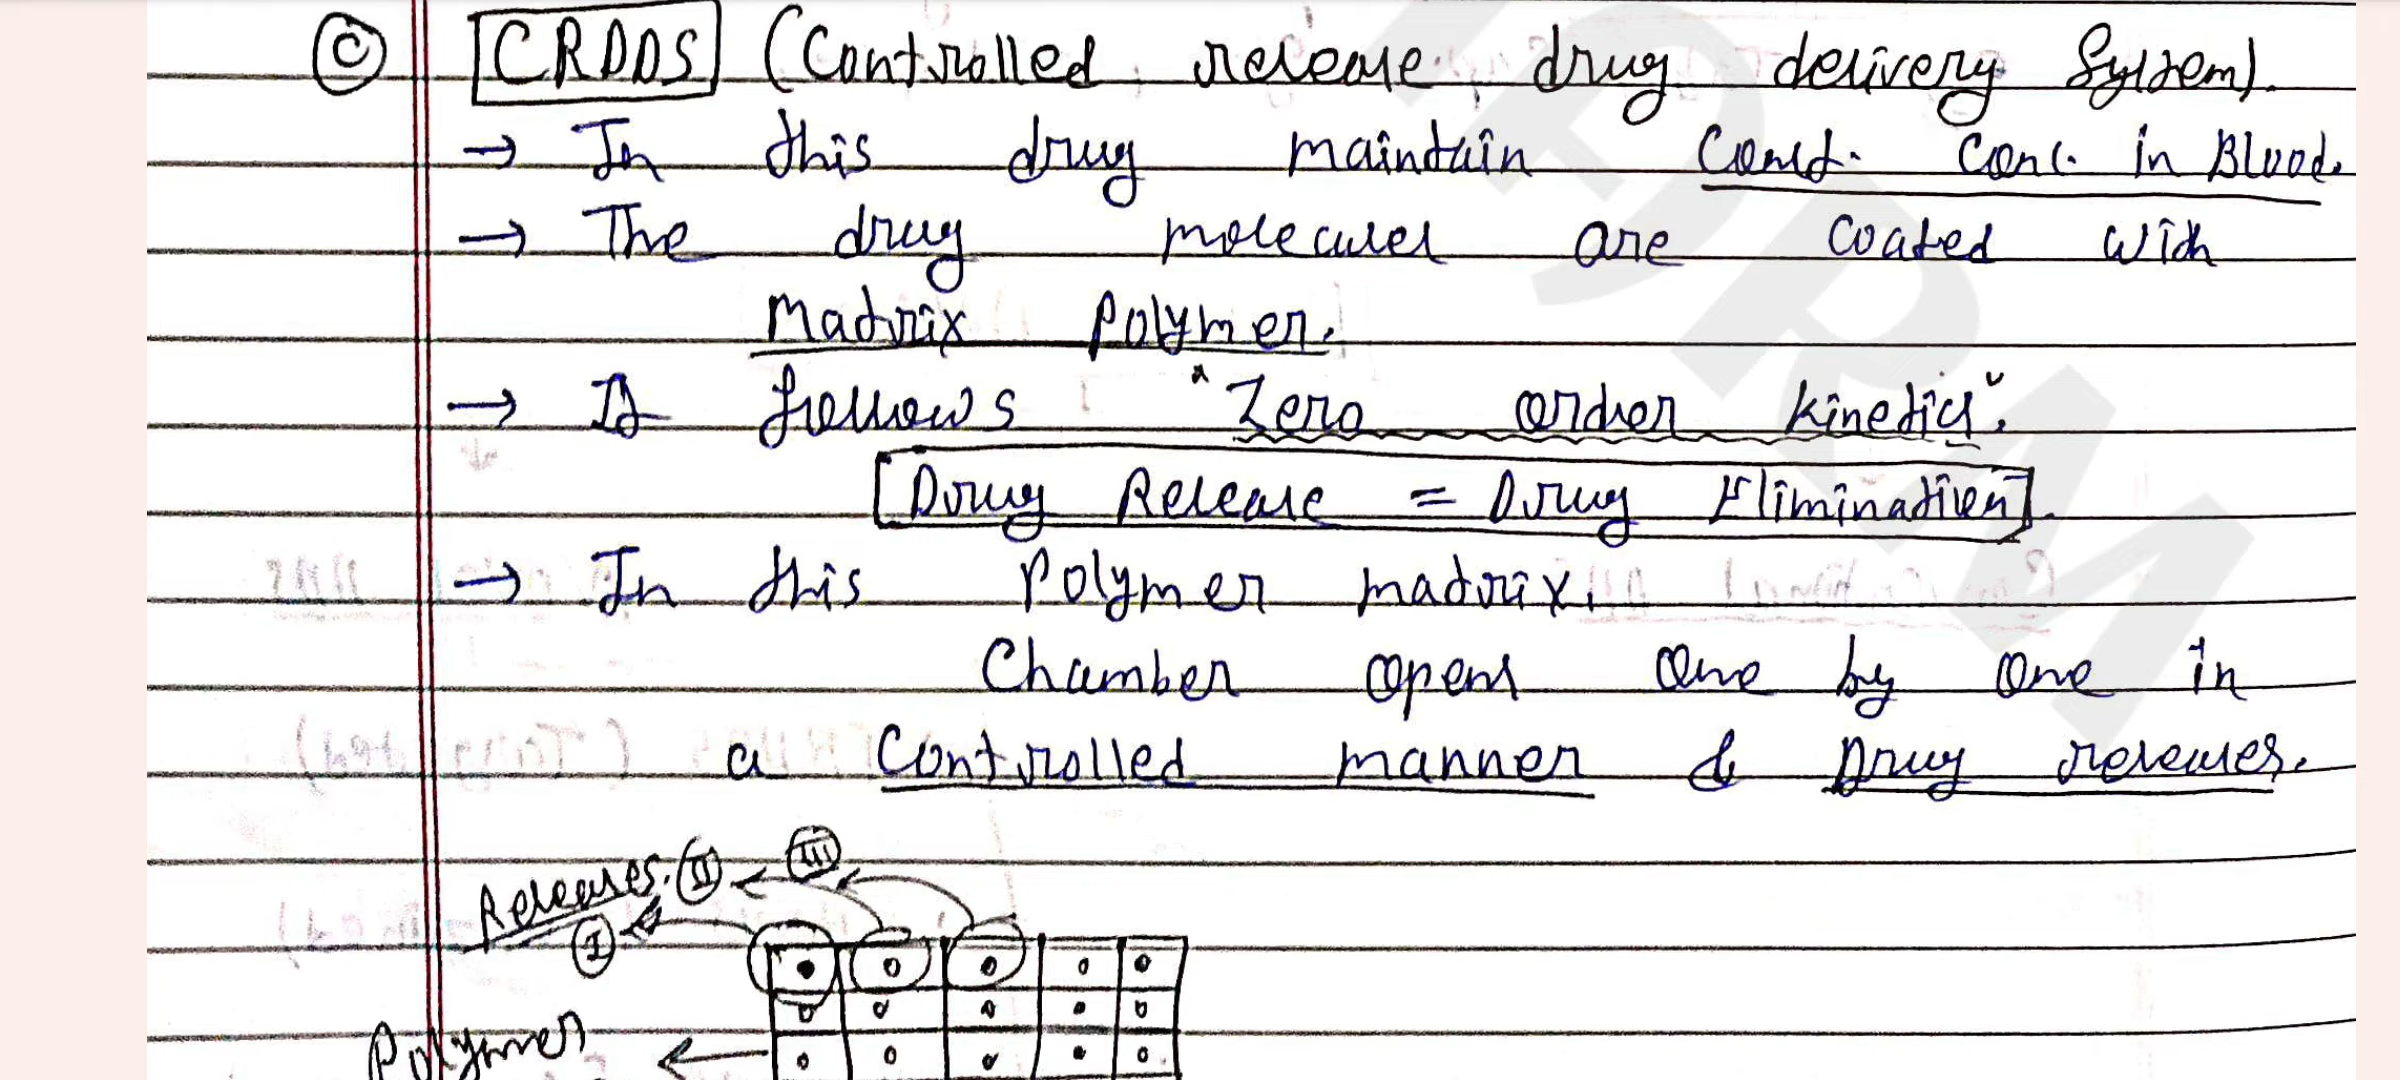 © CRDDS (Controlled release drug delivery System).
→ In this drug maintain Const. Conc. in Blood.
→ The drug molecules are coated with
Matrix Polymer.
→ It follows "Zero order kinetics".
[Drug Release = Drug Elimination].
→ In this Polymer matrix,
Chamber opens One by One in
a Controlled manner & Drug releases.
Releases. II III
I
Polymer